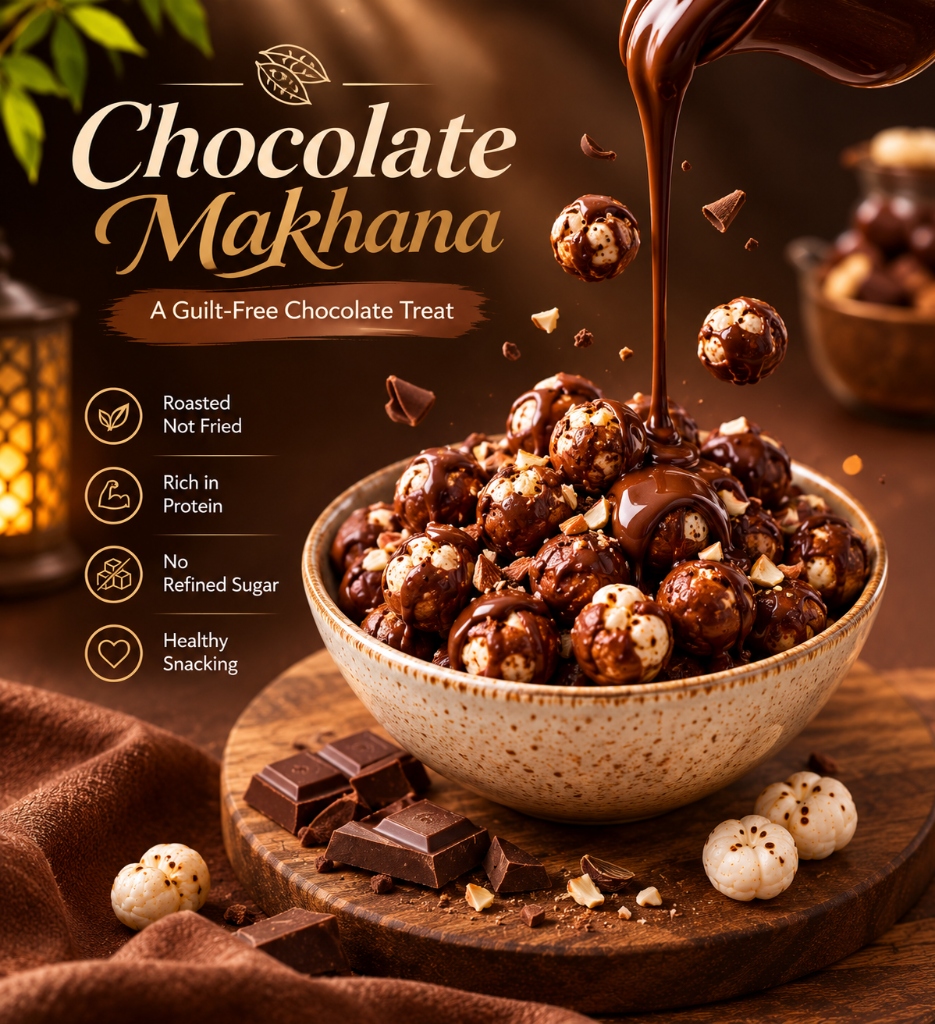 Chocolate
Makhana
A Guilt-Free Chocolate Treat
Roasted
Not Fried
Rich in
Protein
No
Refined Sugar
Healthy
Snacking